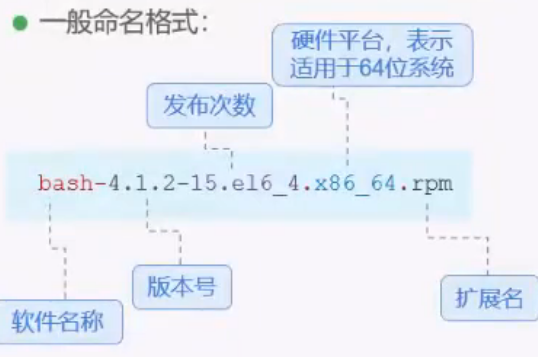 一般命名格式：
硬件平台，表示
适用于64位系统
发布次数
bash-4.1.2-15.el6_4.x86_64.rpm
版本号
扩展名
软件名称